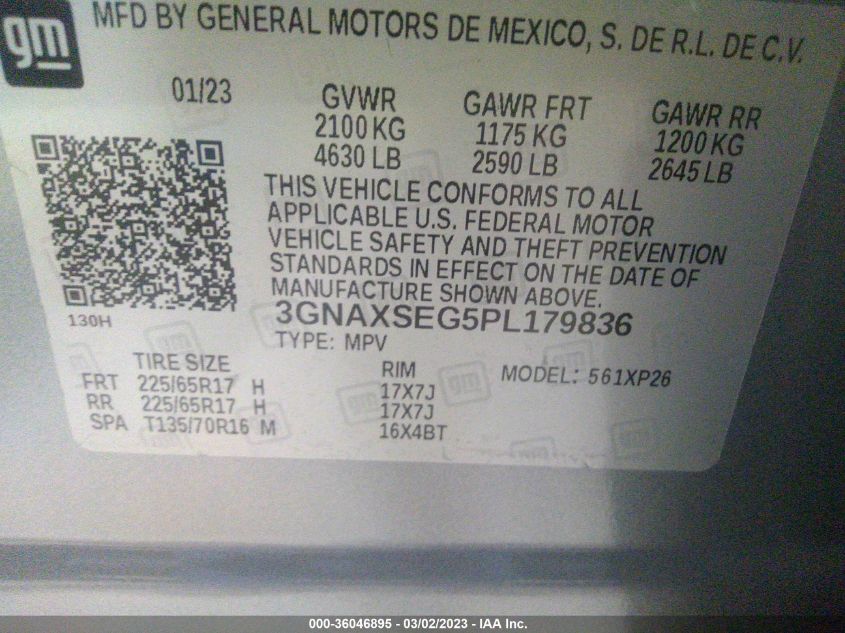 gm
MFD BY GENERAL MOTORS DE MEXICO, S. DE R.L. DE C.V.
01/23 GVWR GAWR FRT GAWR RR
2100 KG 1175 KG 1200 KG
4630 LB 2590 LB 2645 LB
THIS VEHICLE CONFORMS TO ALL
APPLICABLE U.S. FEDERAL MOTOR
VEHICLE SAFETY AND THEFT PREVENTION
STANDARDS IN EFFECT ON THE DATE OF
MANUFACTURE SHOWN ABOVE.
130H 3GNAXSEG5PL179836
TYPE: MPV
TIRE SIZE RIM MODEL: 561XP26
FRT 225/65R17 H 17X7J
RR 225/65R17 H 17X7J
SPA T135/70R16 M 16X4BT
000-36046895 - 03/02/2023 - IAA Inc.